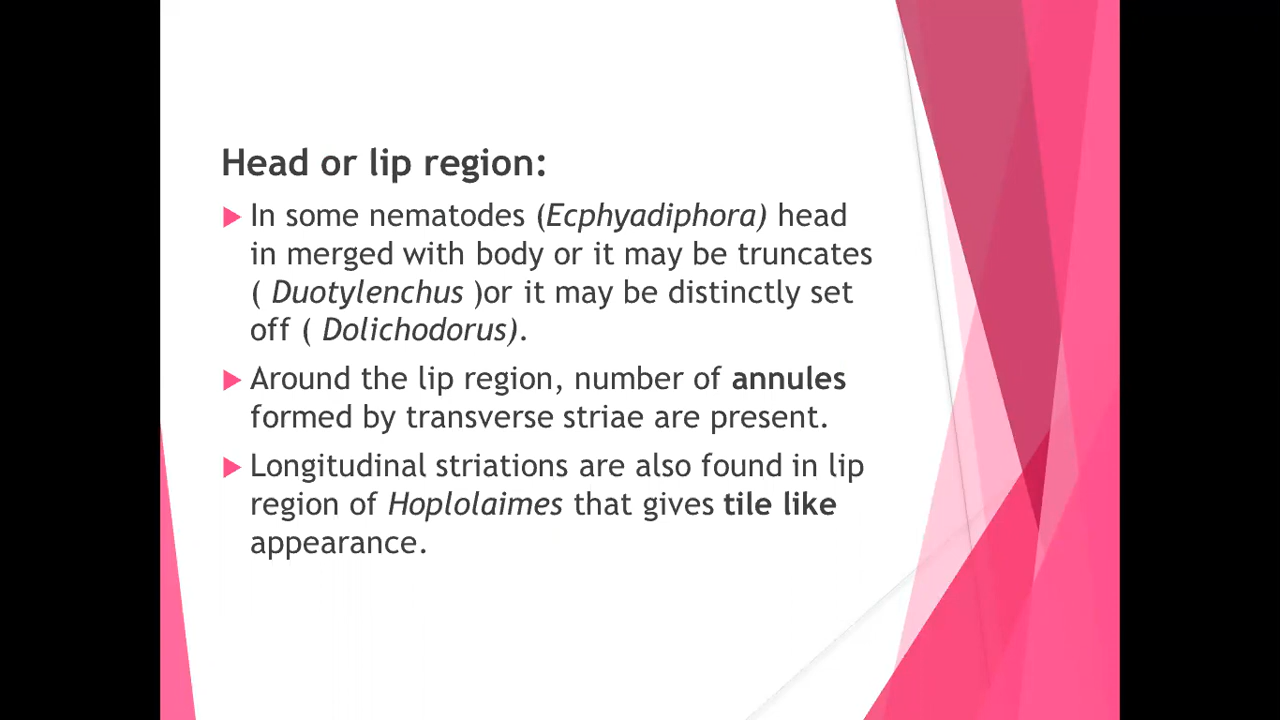 Head or lip region:
In some nematodes (Ecphyadiphora) head
in merged with body or it may be truncates
( Duotylenchus )or it may be distinctly set
off ( Dolichodorus).
Around the lip region, number of annules
formed by transverse striae are present.
Longitudinal striations are also found in lip
region of Hoplolaimes that gives tile like
appearance.